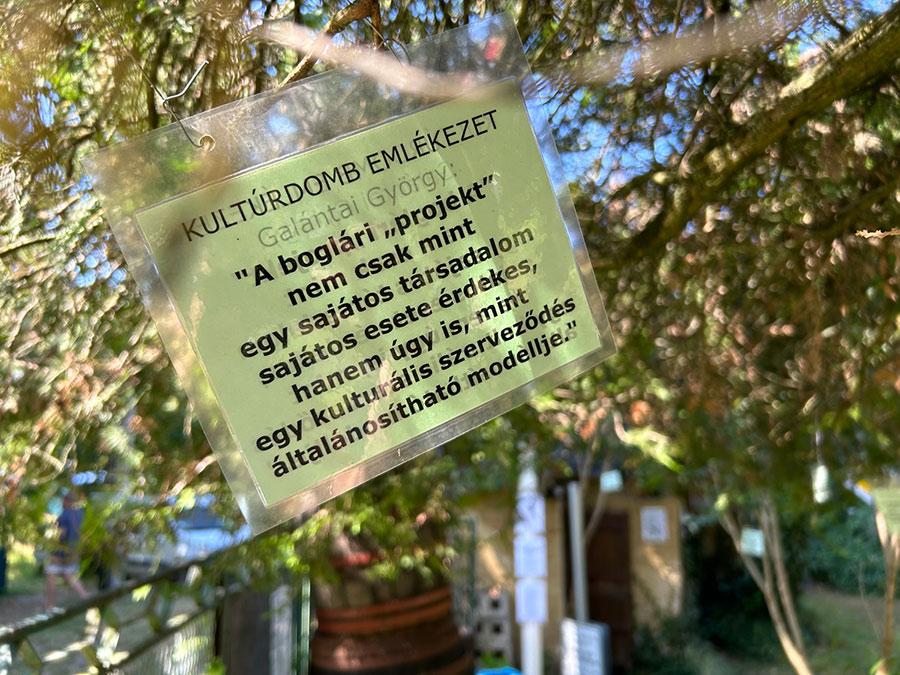 KULTÚRDOMB EMLÉKEZET
Galántai György:
"A boglári „projekt”
nem csak mint
egy sajátos társadalom
sajátos esete érdekes,
hanem úgy is, mint
egy kulturális szerveződés
általánosítható modellje."